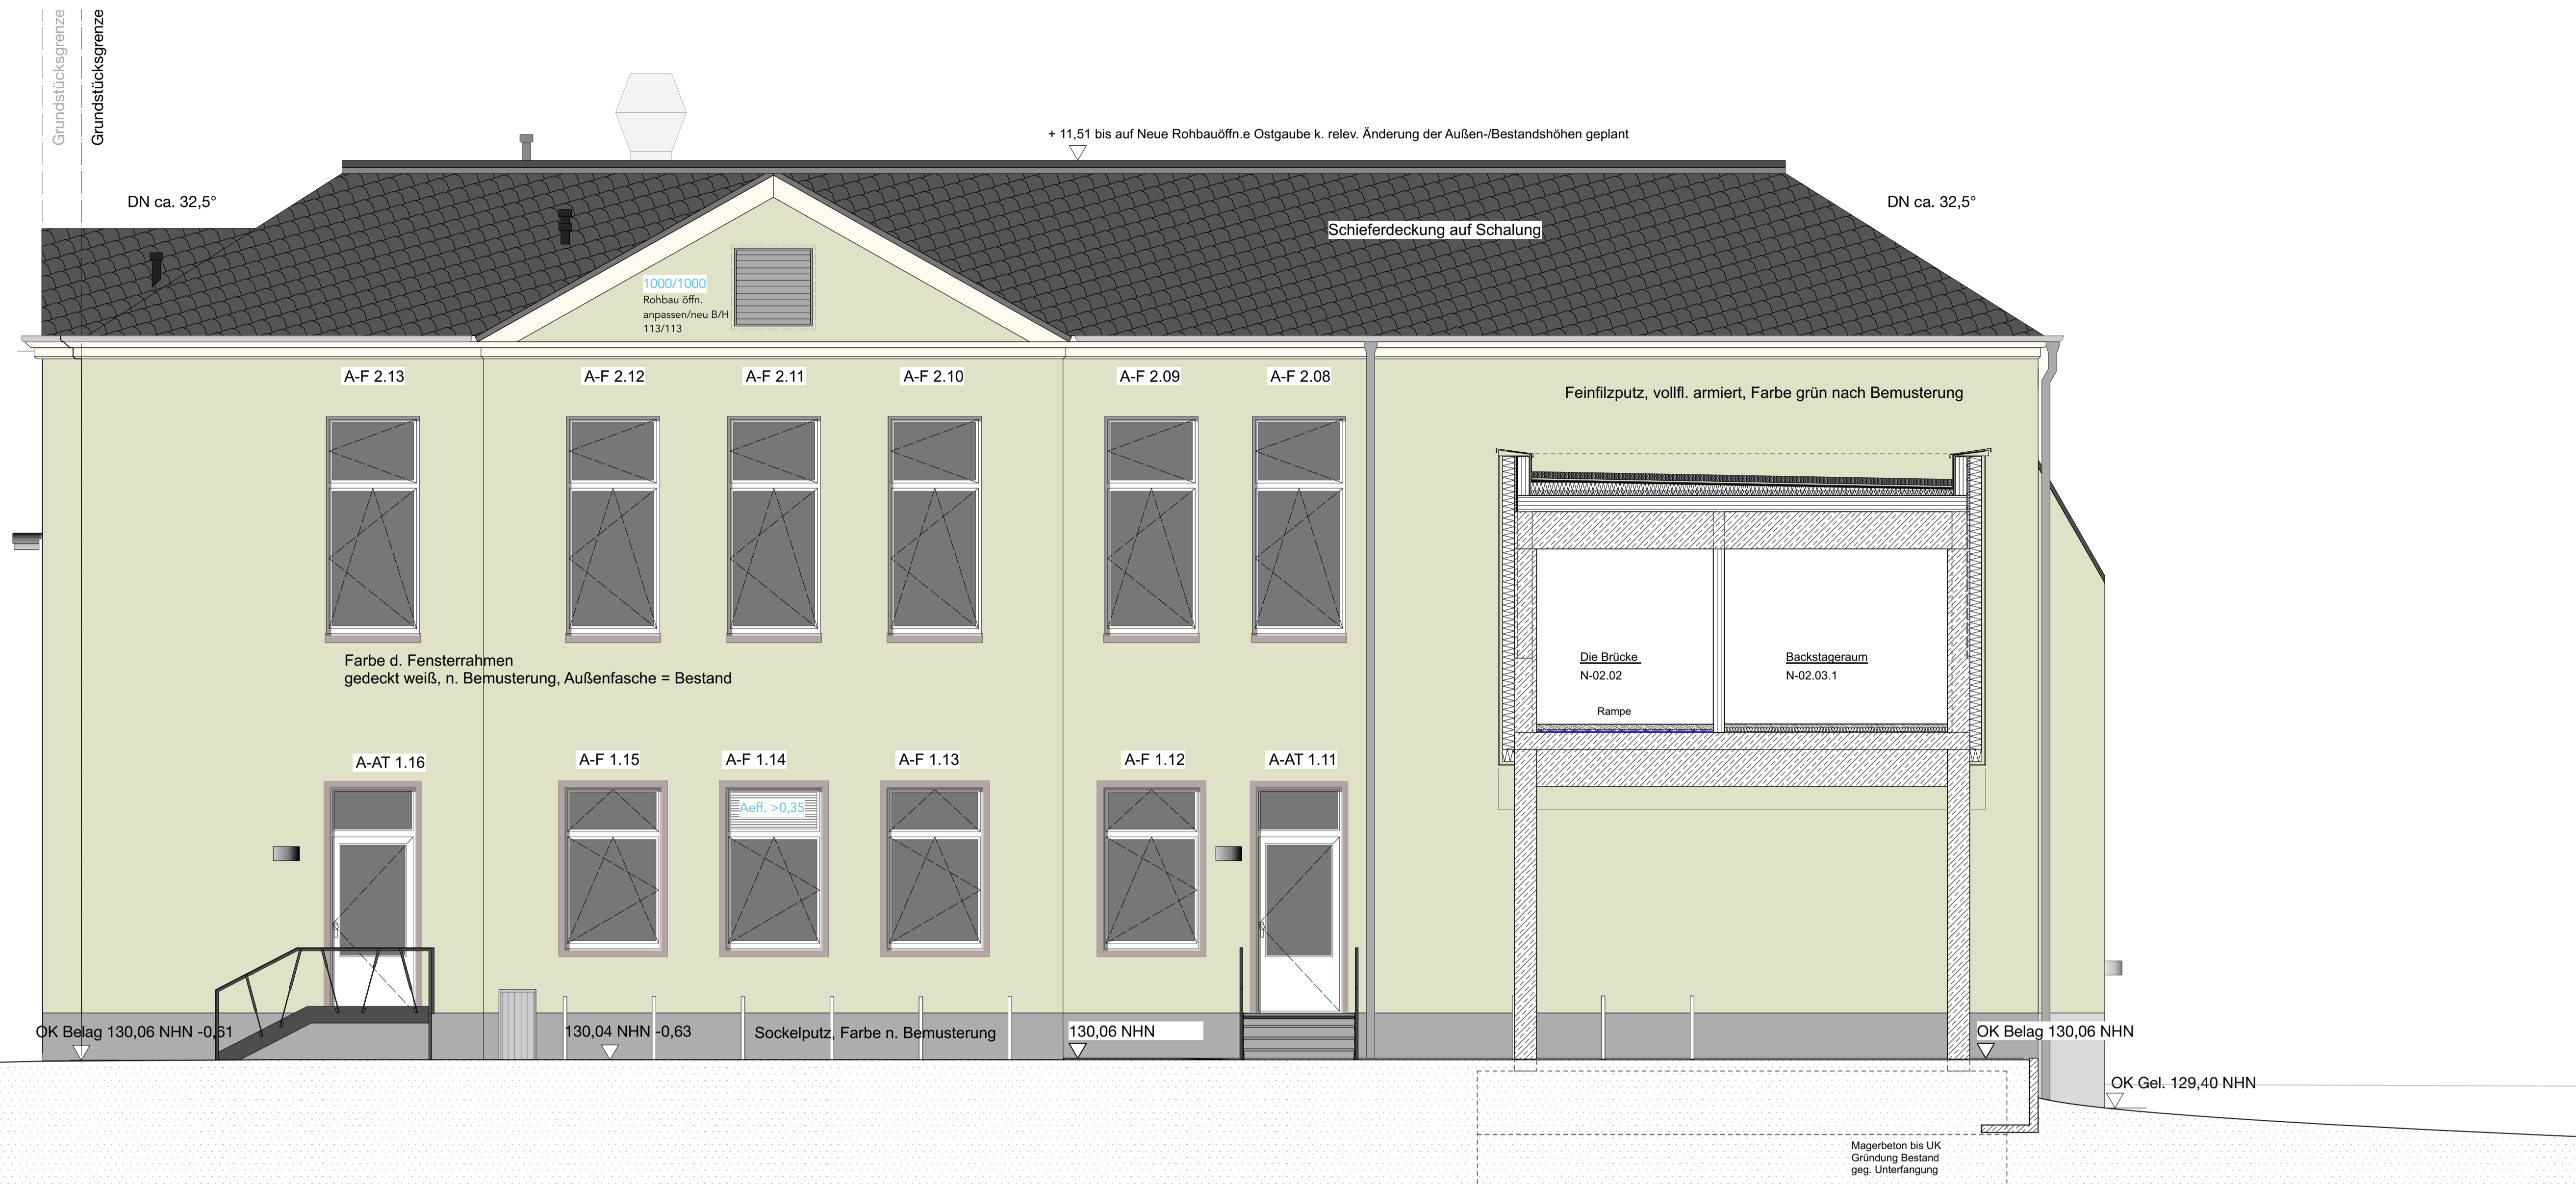 Grundstücksgrenze
Grundstücksgrenze
+ 11,51 bis auf Neue Rohbauöffn.e Ostgaube k. relev. Änderung der Außen-/Bestandshöhen geplant
DN ca. 32,5°
DN ca. 32,5°
Schieferdeckung auf Schalung
1000/1000
Rohbau öffn.
anpassen/neu B/H
113/113
A-F 2.13
A-F 2.12
A-F 2.11
A-F 2.10
A-F 2.09
A-F 2.08
Feinfilzputz, vollfl. armiert, Farbe grün nach Bemusterung
Farbe d. Fensterrahmen
gedeckt weiß, n. Bemusterung, Außenfasche = Bestand
Die Brücke
N-02.02
Rampe
Backstageraum
N-02.03.1
A-AT 1.16
A-F 1.15
A-F 1.14
A-F 1.13
A-F 1.12
A-AT 1.11
Aeff. >0,35
OK Belag 130,06 NHN -0,61
130,04 NHN -0,63
Sockelputz, Farbe n. Bemusterung
130,06 NHN
OK Belag 130,06 NHN
OK Gel. 129,40 NHN
Magerbeton bis UK
Gründung Bestand
geg. Unterfangung